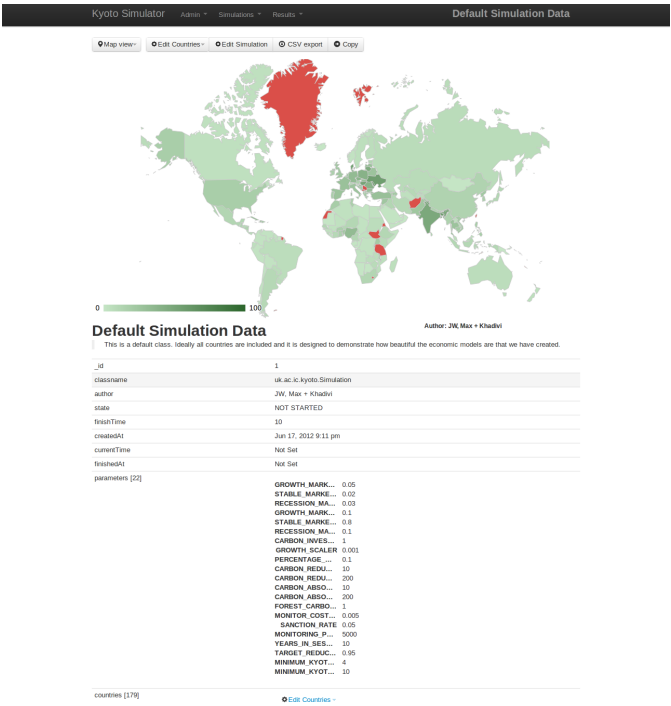 Kyoto Simulator Admin Simulations Results Default Simulation Data
Map view Edit Countries Edit Simulation CSV export Copy
0 100
Default Simulation Data
Author: JW, Max + Khadivi
This is a default class. Ideally all countries are included and it is designed to demonstrate how beautiful the economic models are that we have created.
_id 1
classname uk.ac.ic.kyoto.Simulation
author JW, Max + Khadivi
state NOT STARTED
finishTime 10
createdAt Jun 17, 2012 9:11 pm
currentTime Not Set
finishedAt Not Set
parameters [22]
GROWTH_MARK... 0.05
STABLE_MARKE... 0.02
RECESSION_MA... 0.03
GROWTH_MARK... 0.1
STABLE_MARKE... 0.8
RECESSION_MA... 0.1
CARBON_INVES... 1
GROWTH_SCALER 0.001
PERCENTAGE_... 0.1
CARBON_REDU... 10
CARBON_REDU... 200
CARBON_ABSO... 10
CARBON_ABSO... 200
FOREST_CARBO... 1
MONITOR_COST... 0.005
SANCTION_RATE 0.05
MONITORING_P... 5000
YEARS_IN_SES... 10
TARGET_REDUC... 0.95
MINIMUM_KYOT... 4
MINIMUM_KYOT... 10
countries [179] Edit Countries